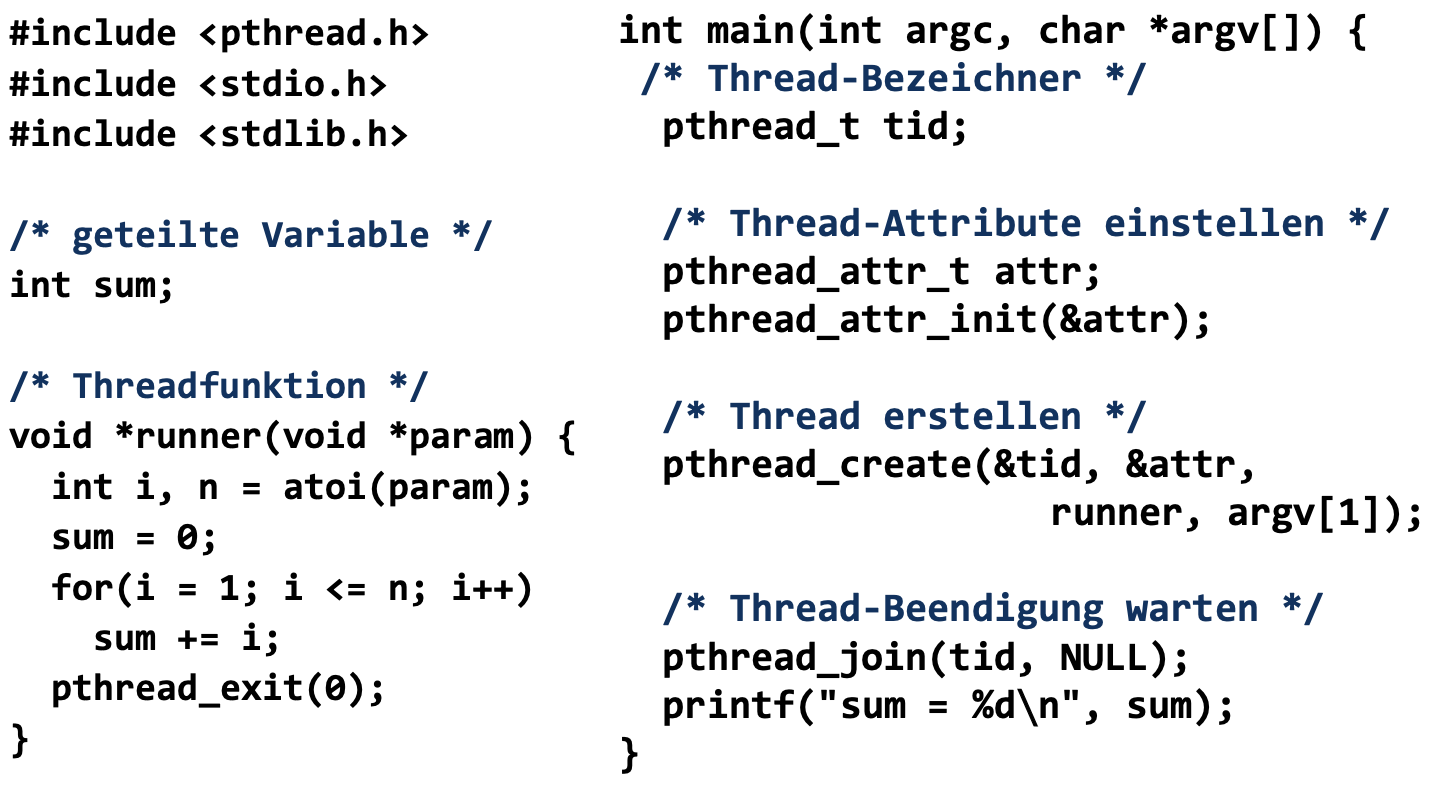 #include <pthread.h>
#include <stdio.h>
#include <stdlib.h>
/* geteilte Variable */
int sum;
/* Threadfunktion */
void *runner(void *param) {
int i, n = atoi(param);
sum = 0;
for(i = 1; i <= n; i++)
sum += i;
pthread_exit(0);
}
int main(int argc, char *argv[]) {
/* Thread-Bezeichner */
pthread_t tid;
/* Thread-Attribute einstellen */
pthread_attr_t attr;
pthread_attr_init(&attr);
/* Thread erstellen */
pthread_create(&tid, &attr,
runner, argv[1]);
/* Thread-Beendigung warten */
pthread_join(tid, NULL);
printf("sum = %d\n", sum);
}